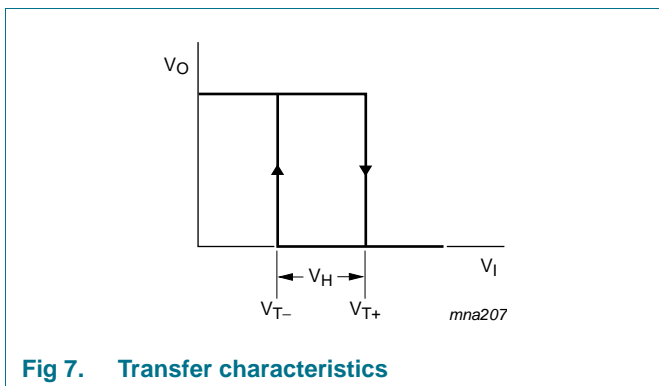 VO
VI
VH
VT− VT+
mna207
Fig 7. Transfer characteristics